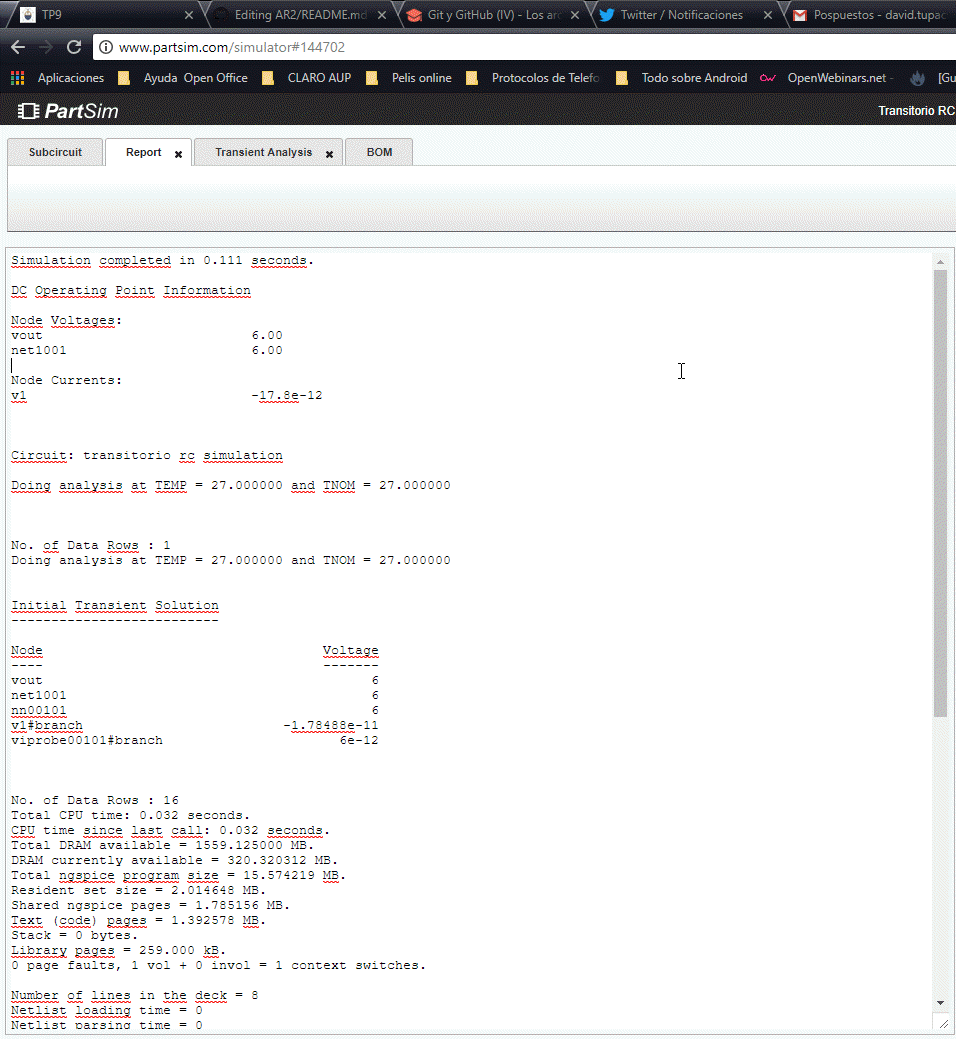 TP9
Editing AR2/README.md
Git y GitHub (IV) - Los arc
Twitter / Notificaciones
Pospuestos - david.tupac
www.partsim.com/simulator#144702
Aplicaciones
Ayuda Open Office
CLARO AUP
Pelis online
Protocolos de Telefo
Todo sobre Android
OpenWebinars.net -
[Gu
PartSim
Transitorio RC
Subcircuit
Report
Transient Analysis
BOM
Simulation completed in 0.111 seconds.
DC Operating Point Information
Node Voltages:
vout 6.00
net1001 6.00
Node Currents:
v1 -17.8e-12
Circuit: transitorio rc simulation
Doing analysis at TEMP = 27.000000 and TNOM = 27.000000
No. of Data Rows : 1
Doing analysis at TEMP = 27.000000 and TNOM = 27.000000
Initial Transient Solution
--------------------------
Node Voltage
---- -------
vout 6
net1001 6
nn00101 6
v1#branch -1.78488e-11
viprobe00101#branch 6e-12
No. of Data Rows : 16
Total CPU time: 0.032 seconds.
CPU time since last call: 0.032 seconds.
Total DRAM available = 1559.125000 MB.
DRAM currently available = 320.320312 MB.
Total ngspice program size = 15.574219 MB.
Resident set size = 2.014648 MB.
Shared ngspice pages = 1.785156 MB.
Text (code) pages = 1.392578 MB.
Stack = 0 bytes.
Library pages = 259.000 kB.
0 page faults, 1 vol + 0 invol = 1 context switches.
Number of lines in the deck = 8
Netlist loading time = 0
Netlist parsing time = 0